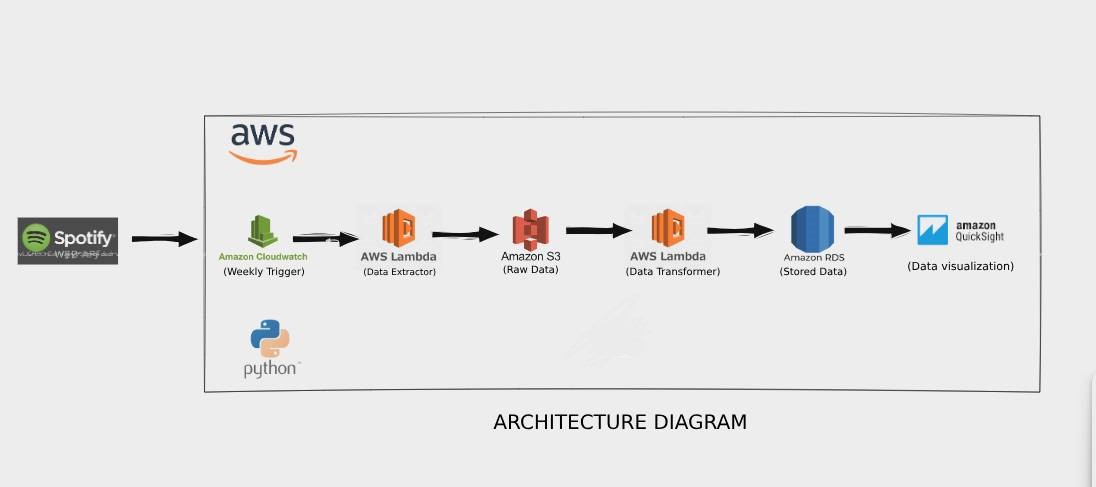 aws
Spotify
WEB API
Amazon Cloudwatch
(Weekly Trigger)
AWS Lambda
(Data Extractor)
Amazon S3
(Raw Data)
AWS Lambda
(Data Transformer)
Amazon RDS
(Stored Data)
amazon
QuickSight
(Data visualization)
python
ARCHITECTURE DIAGRAM